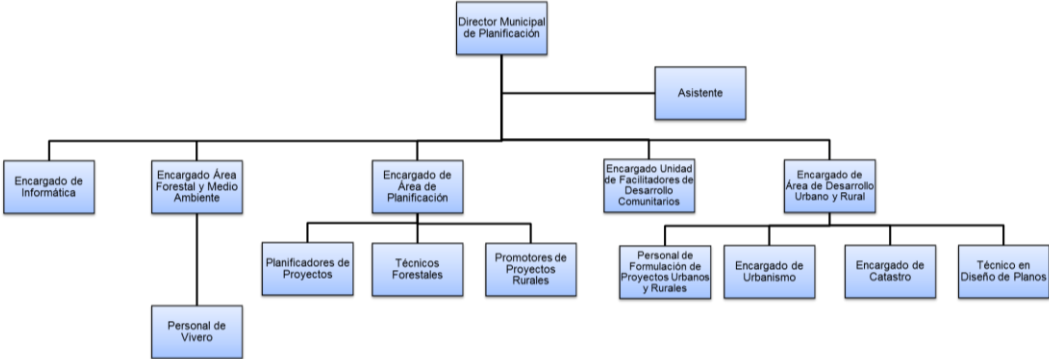 Director Municipal
de Planificación
Asistente
Encargado de
Informática
Encargado Área
Forestal y Medio
Ambiente
Encargado de
Área de
Planificación
Encargado Unidad
de Facilitadores de
Desarrollo
Comunitarios
Encargado de
Área de Desarrollo
Urbano y Rural
Planificadores de
Proyectos
Técnicos
Forestales
Promotores de
Proyectos
Rurales
Personal de
Formulación de
Proyectos Urbanos
y Rurales
Encargado de
Urbanismo
Encargado de
Catastro
Técnico en
Diseño de Planos
Personal de
Vivero